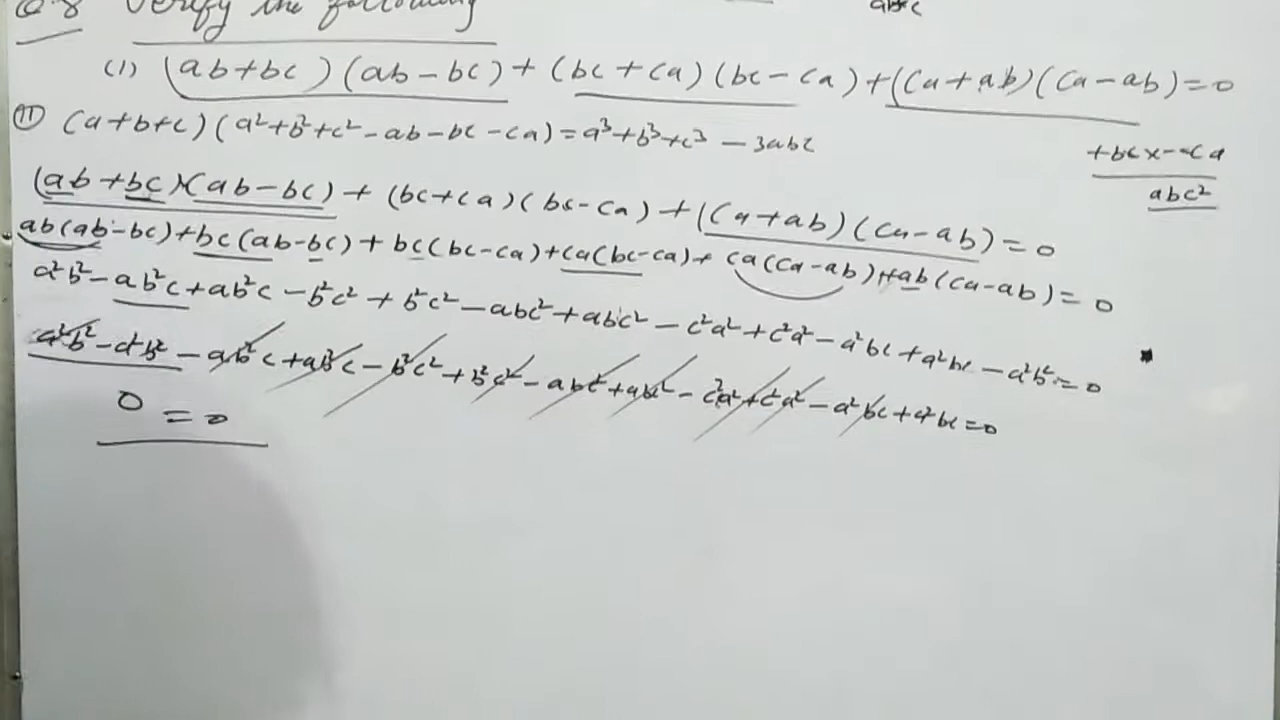 Q 8 Verify the following
abc
(1) (ab+bc)(ab-bc)+(bc+ca)(bc-ca)+(ca+ab)(ca-ab)=0
(II) (a+b+c)(a²+b²+c²-ab-bc-ca)=a³+b³+c³-3abc
+bc×-ca
abc²
(ab+bc)×(ab-bc)+(bc+ca)(bc-ca)+(ca+ab)(ca-ab)=0
ab(ab-bc)+bc(ab-bc)+bc(bc-ca)+ca(bc-ca)+ca(ca-ab)+ab(ca-ab)=0
a²b²-ab²c+ab²c-b²c²+b²c²-abc²+abc²-c²a²+c²a²-a²bc+a²bc-a²b²=0
a²b²-a²b²-ab²c+ab²c-b²c²+b²c²-abc²+abc²-c²a²+c²a²-a²bc+a²bc=0
0=0